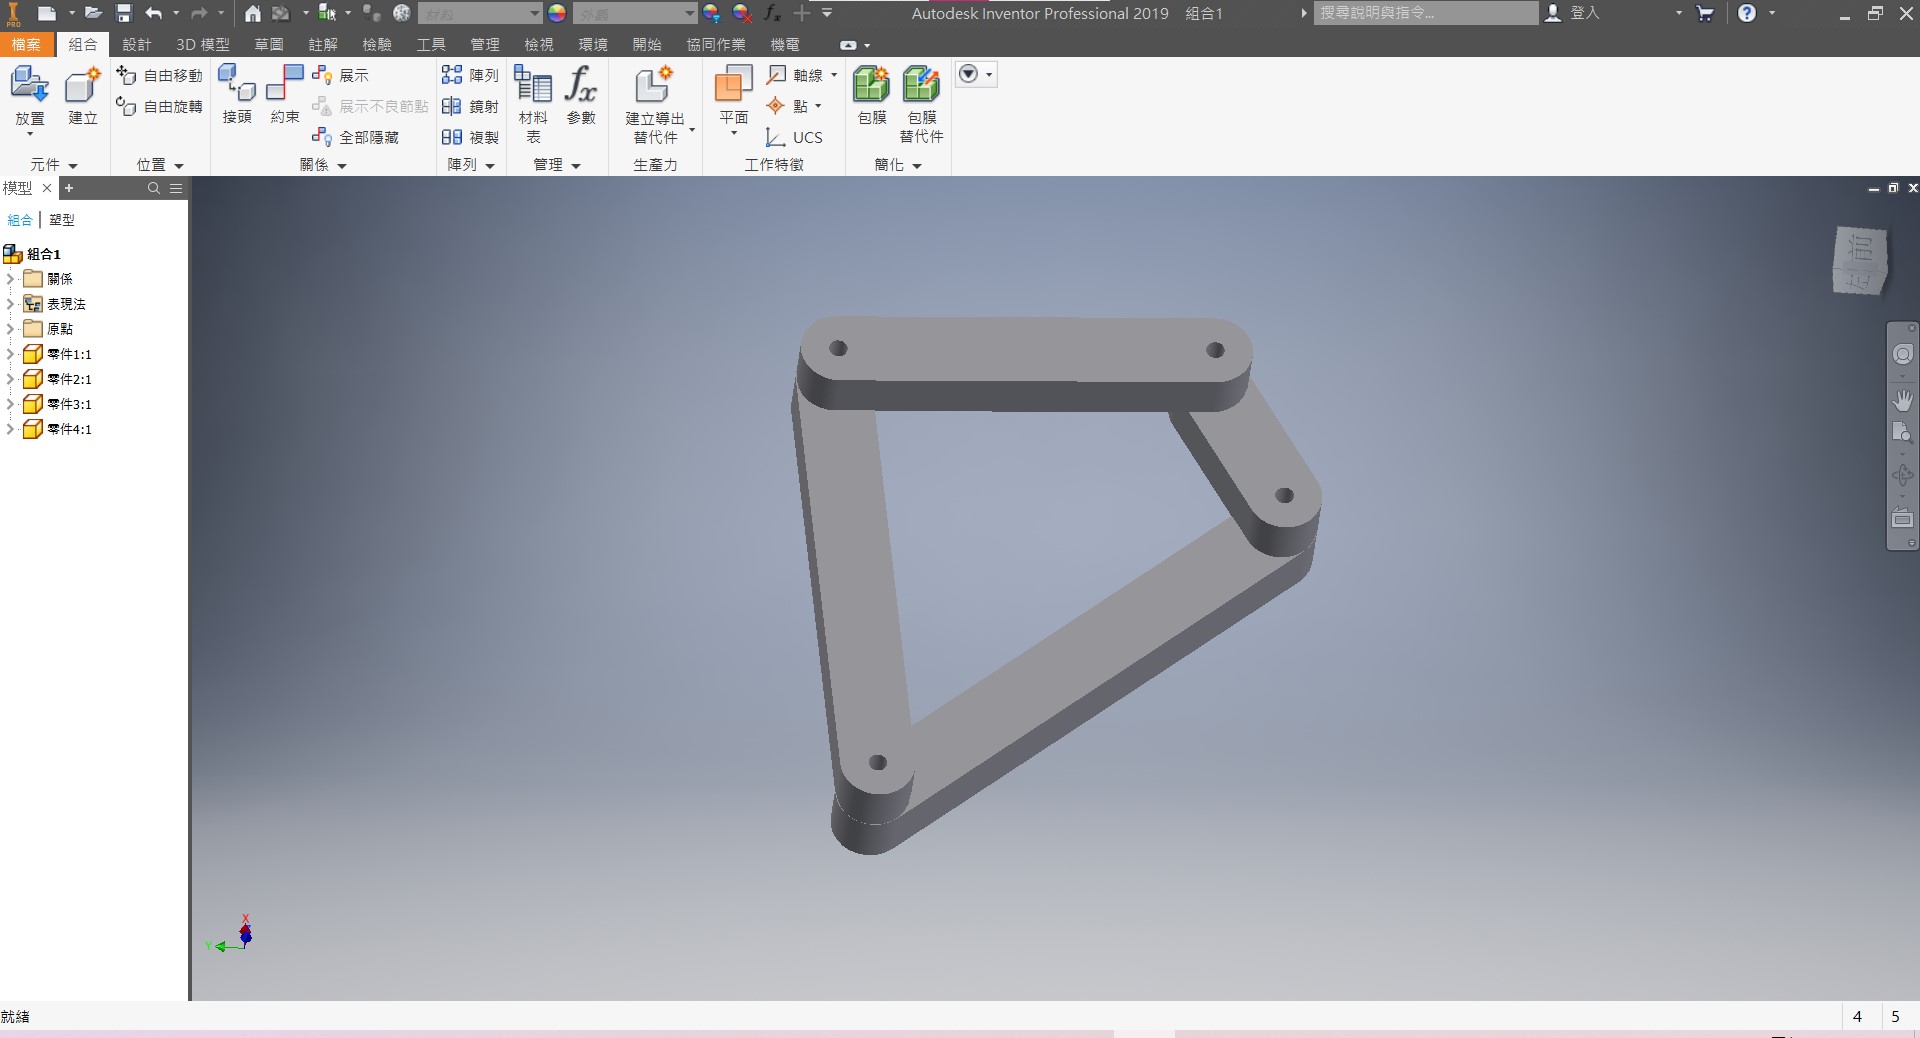 PRO
材料
外觀
fx
Autodesk Inventor Professional 2019 組合1
搜尋說明與指令...
登入
檔案 組合 設計 3D 模型 草圖 註解 檢驗 工具 管理 檢視 環境 開始 協同作業 機電
放置
建立
自由移動
自由旋轉
接頭
約束
展示
展示不良節點
全部隱藏
陣列
鏡射
複製
材料
表
fx
參數
建立導出
替代件
平面
軸線
點
UCS
包膜
包膜
替代件
元件 位置 關係 陣列 管理 生產力 工作特徵 簡化
模型
組合 | 塑型
組合1
關係
表現法
原點
零件1:1
零件2:1
零件3:1
零件4:1
前
X
Y
就緒
4 5